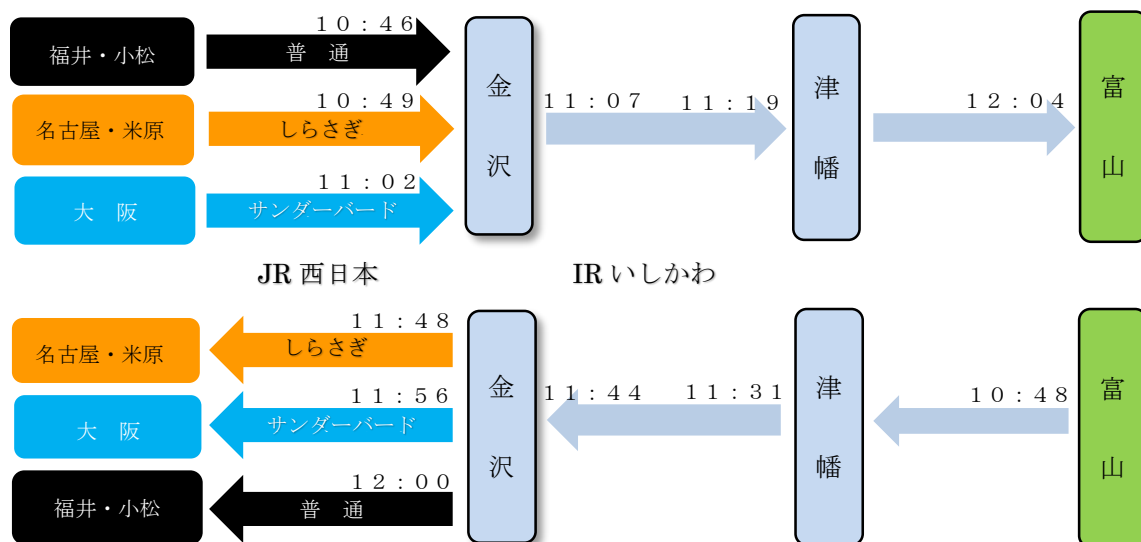 １０：４６
福井・小松
普　通
１０：４９
名古屋・米原
しらさぎ
１１：０２
大　阪
サンダーバード
金沢
１１：０７
１１：１９
津幡
１２：０４
富山
JR 西日本
IR いしかわ
１１：４８
名古屋・米原
しらさぎ
１１：５６
大　阪
サンダーバード
１２：００
福井・小松
普　通
金沢
１１：４４
１１：３１
津幡
１０：４８
富山